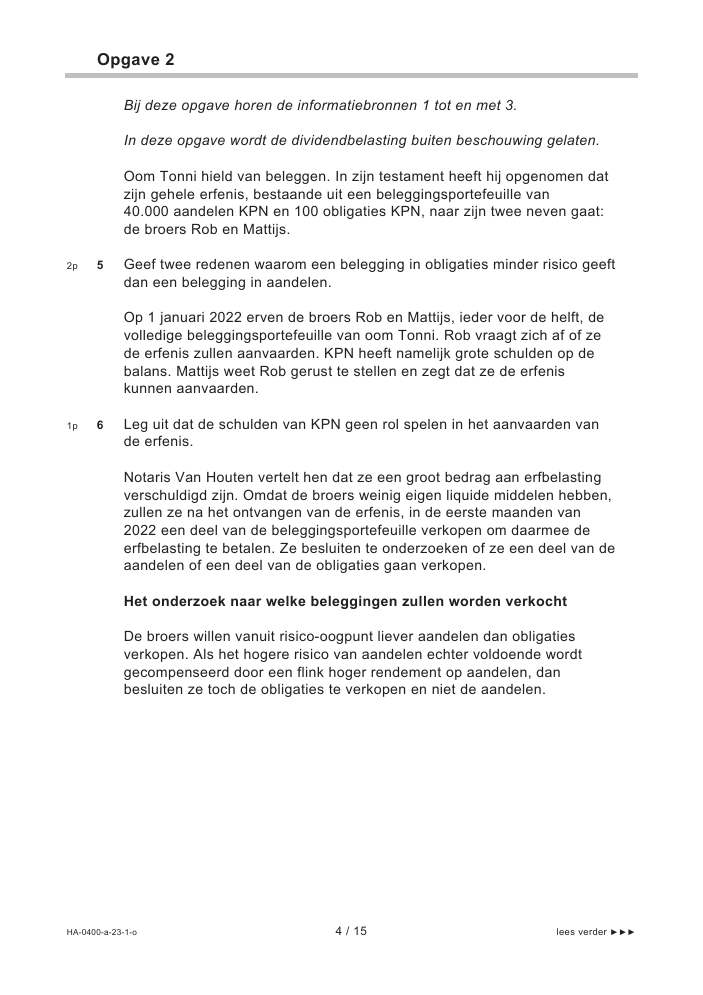 Opgave 2
Bij deze opgave horen de informatiebronnen 1 tot en met 3.
In deze opgave wordt de dividendbelasting buiten beschouwing gelaten.
Oom Tonni hield van beleggen. In zijn testament heeft hij opgenomen dat
zijn gehele erfenis, bestaande uit een beleggingsportefeuille van
40.000 aandelen KPN en 100 obligaties KPN, naar zijn twee neven gaat:
de broers Rob en Mattijs.
2p 5 Geef twee redenen waarom een belegging in obligaties minder risico geeft
dan een belegging in aandelen.
Op 1 januari 2022 erven de broers Rob en Mattijs, ieder voor de helft, de
volledige beleggingsportefeuille van oom Tonni. Rob vraagt zich af of ze
de erfenis zullen aanvaarden. KPN heeft namelijk grote schulden op de
balans. Mattijs weet Rob gerust te stellen en zegt dat ze de erfenis
kunnen aanvaarden.
1p 6 Leg uit dat de schulden van KPN geen rol spelen in het aanvaarden van
de erfenis.
Notaris Van Houten vertelt hen dat ze een groot bedrag aan erfbelasting
verschuldigd zijn. Omdat de broers weinig eigen liquide middelen hebben,
zullen ze na het ontvangen van de erfenis, in de eerste maanden van
2022 een deel van de beleggingsportefeuille verkopen om daarmee de
erfbelasting te betalen. Ze besluiten te onderzoeken of ze een deel van de
aandelen of een deel van de obligaties gaan verkopen.
Het onderzoek naar welke beleggingen zullen worden verkocht
De broers willen vanuit risico-oogpunt liever aandelen dan obligaties
verkopen. Als het hogere risico van aandelen echter voldoende wordt
gecompenseerd door een flink hoger rendement op aandelen, dan
besluiten ze toch de obligaties te verkopen en niet de aandelen.
HA-0400-a-23-1-o 4 / 15 lees verder ►►►